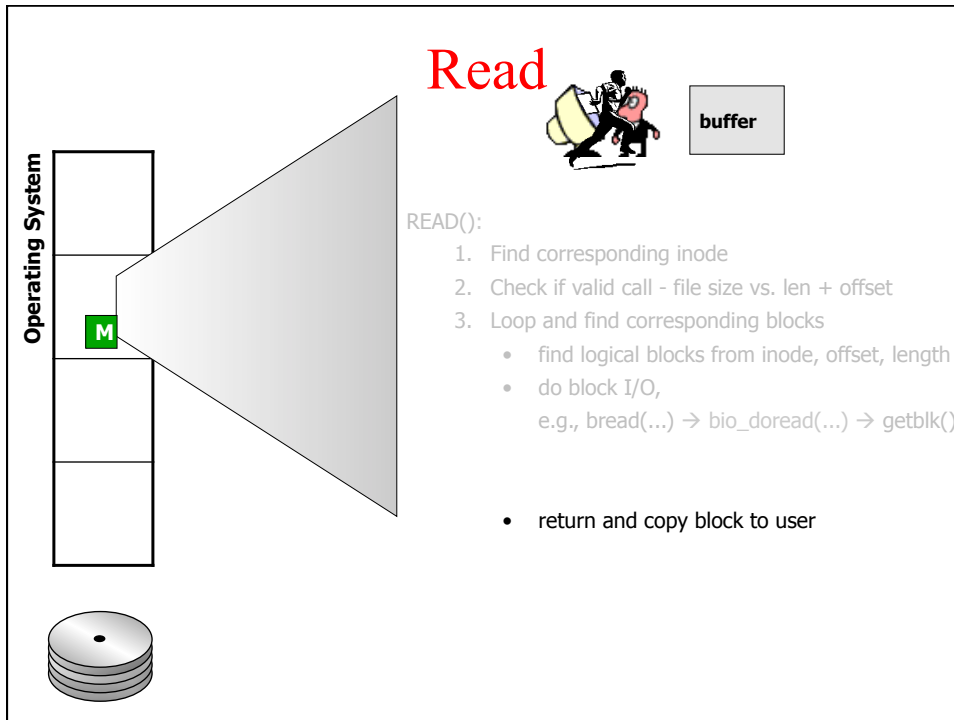 Read
buffer
Operating System
M
READ():
1. Find corresponding inode
2. Check if valid call - file size vs. len + offset
3. Loop and find corresponding blocks
• find logical blocks from inode, offset, length
• do block I/O,
e.g., bread(...) → bio_doread(...) → getblk()
• return and copy block to user